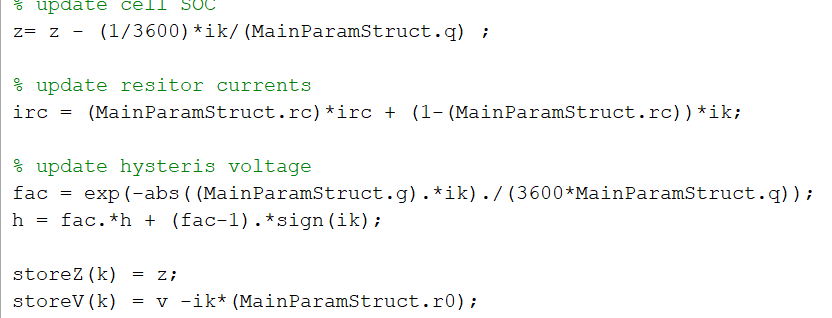 % update cell SOC
z= z - (1/3600)*ik/(MainParamStruct.q) ;
% update resitor currents
irc = (MainParamStruct.rc)*irc + (1-(MainParamStruct.rc))*ik;
% update hysteris voltage
fac = exp(-abs((MainParamStruct.g).*ik)./(3600*MainParamStruct.q));
h = fac.*h + (fac-1).*sign(ik);
storeZ(k) = z;
storeV(k) = v -ik*(MainParamStruct.r0);